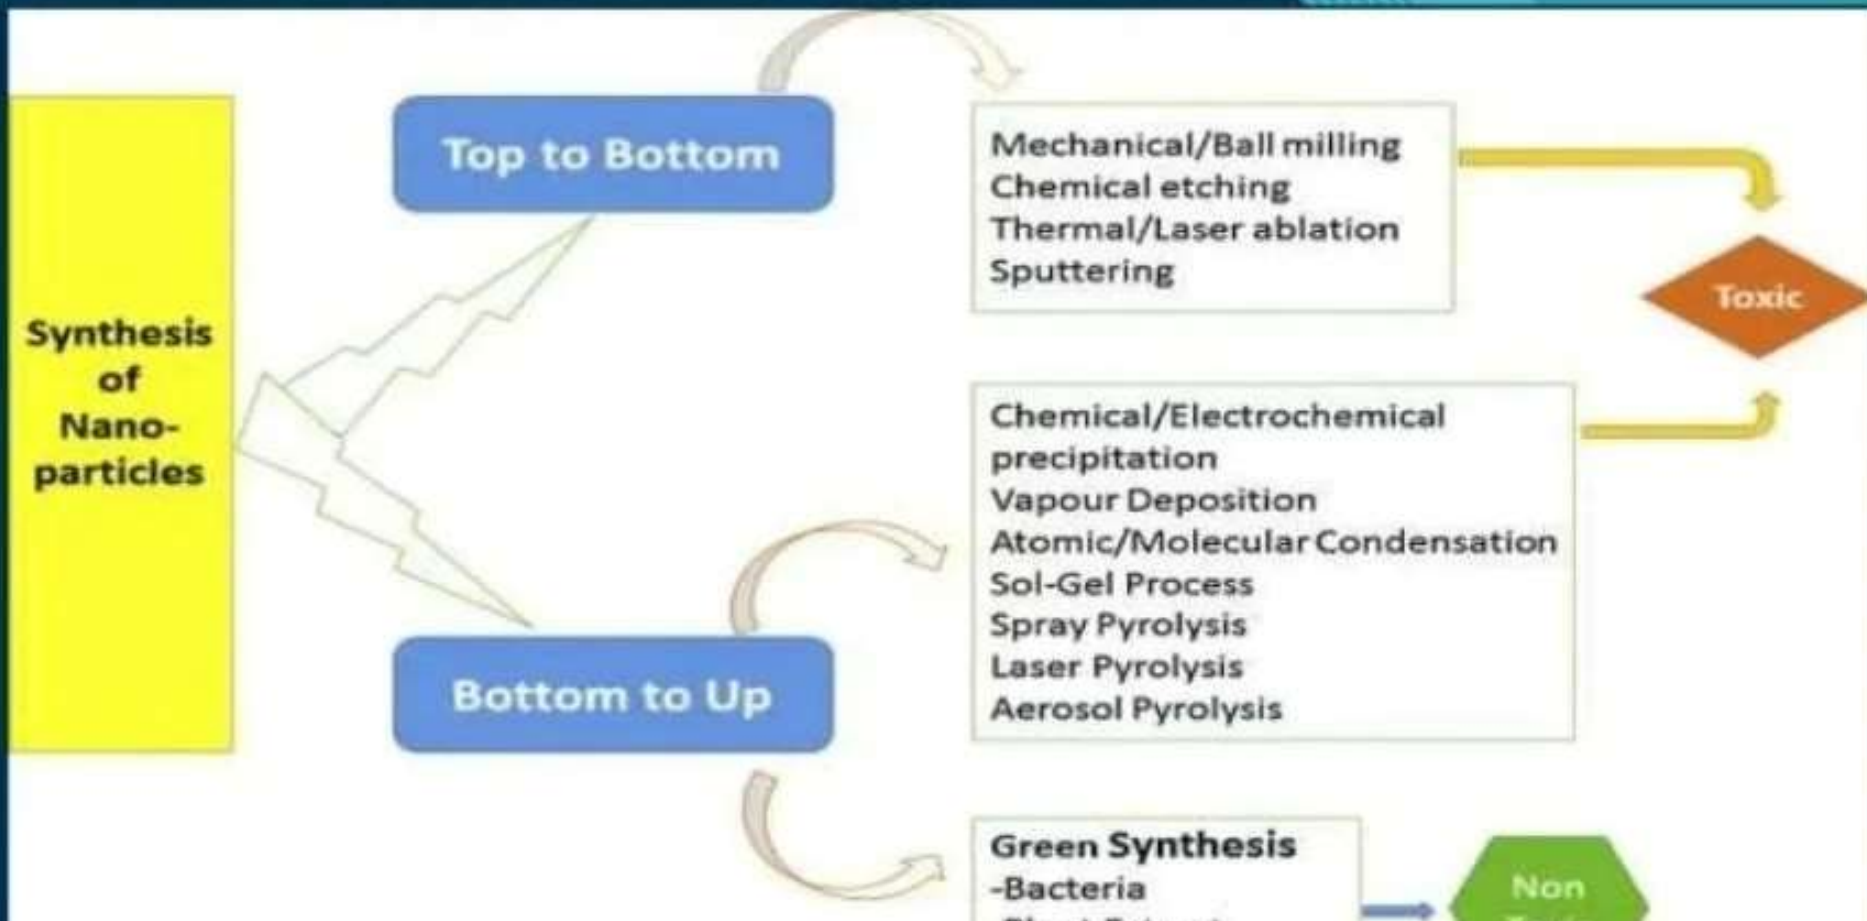 Synthesis
of
Nano-
particles
Top to Bottom
Mechanical/Ball milling
Chemical etching
Thermal/Laser ablation
Sputtering
Toxic
Chemical/Electrochemical
precipitation
Vapour Deposition
Atomic/Molecular Condensation
Sol-Gel Process
Spray Pyrolysis
Laser Pyrolysis
Aerosol Pyrolysis
Bottom to Up
Green Synthesis
-Bacteria
Non